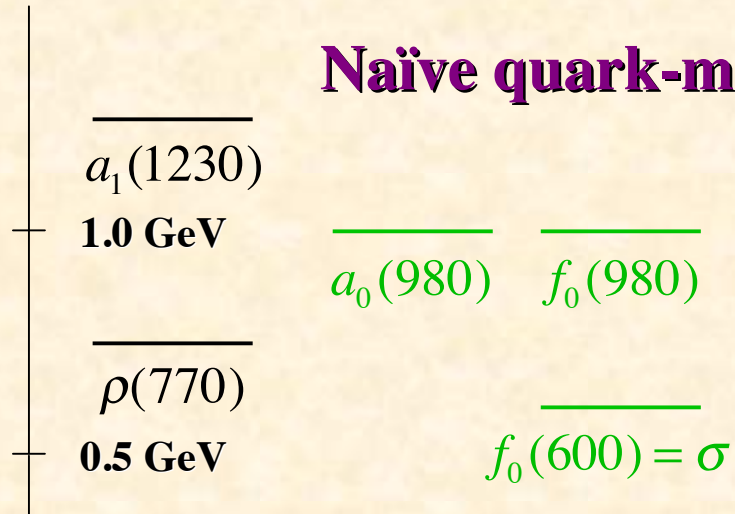 Naïve quark-m
a₁(1230)
1.0 GeV
a₀(980) f₀(980)
ρ(770)
0.5 GeV
f₀(600) = σ